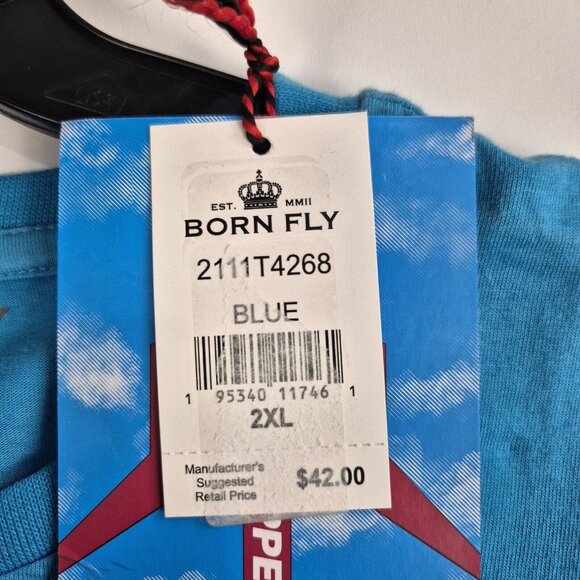 EST. MMII
BORN FLY
2111T4268
BLUE
1 95340 11746 1
2XL
Manufacturer's
Suggested
Retail Price
$42.00